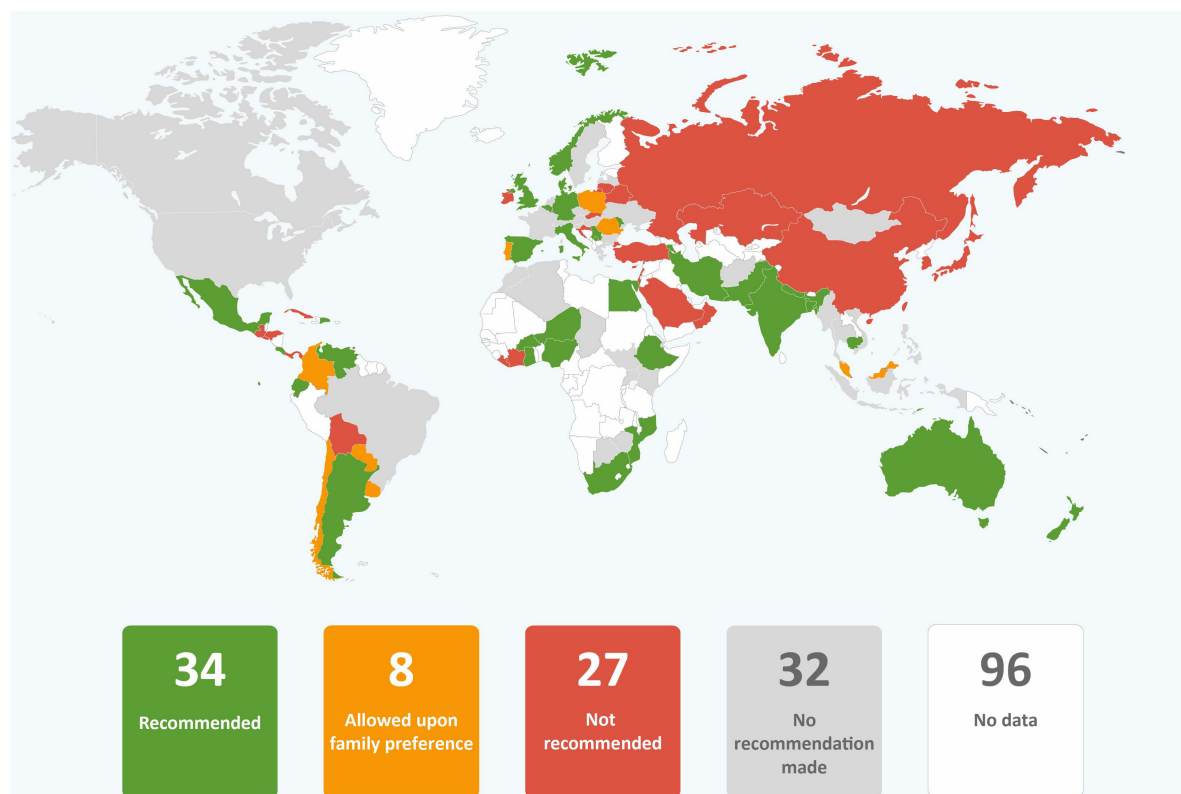 34
Recommended
8
Allowed upon
family preference
27
Not
recommended
32
No
recommendation
made
96
No data